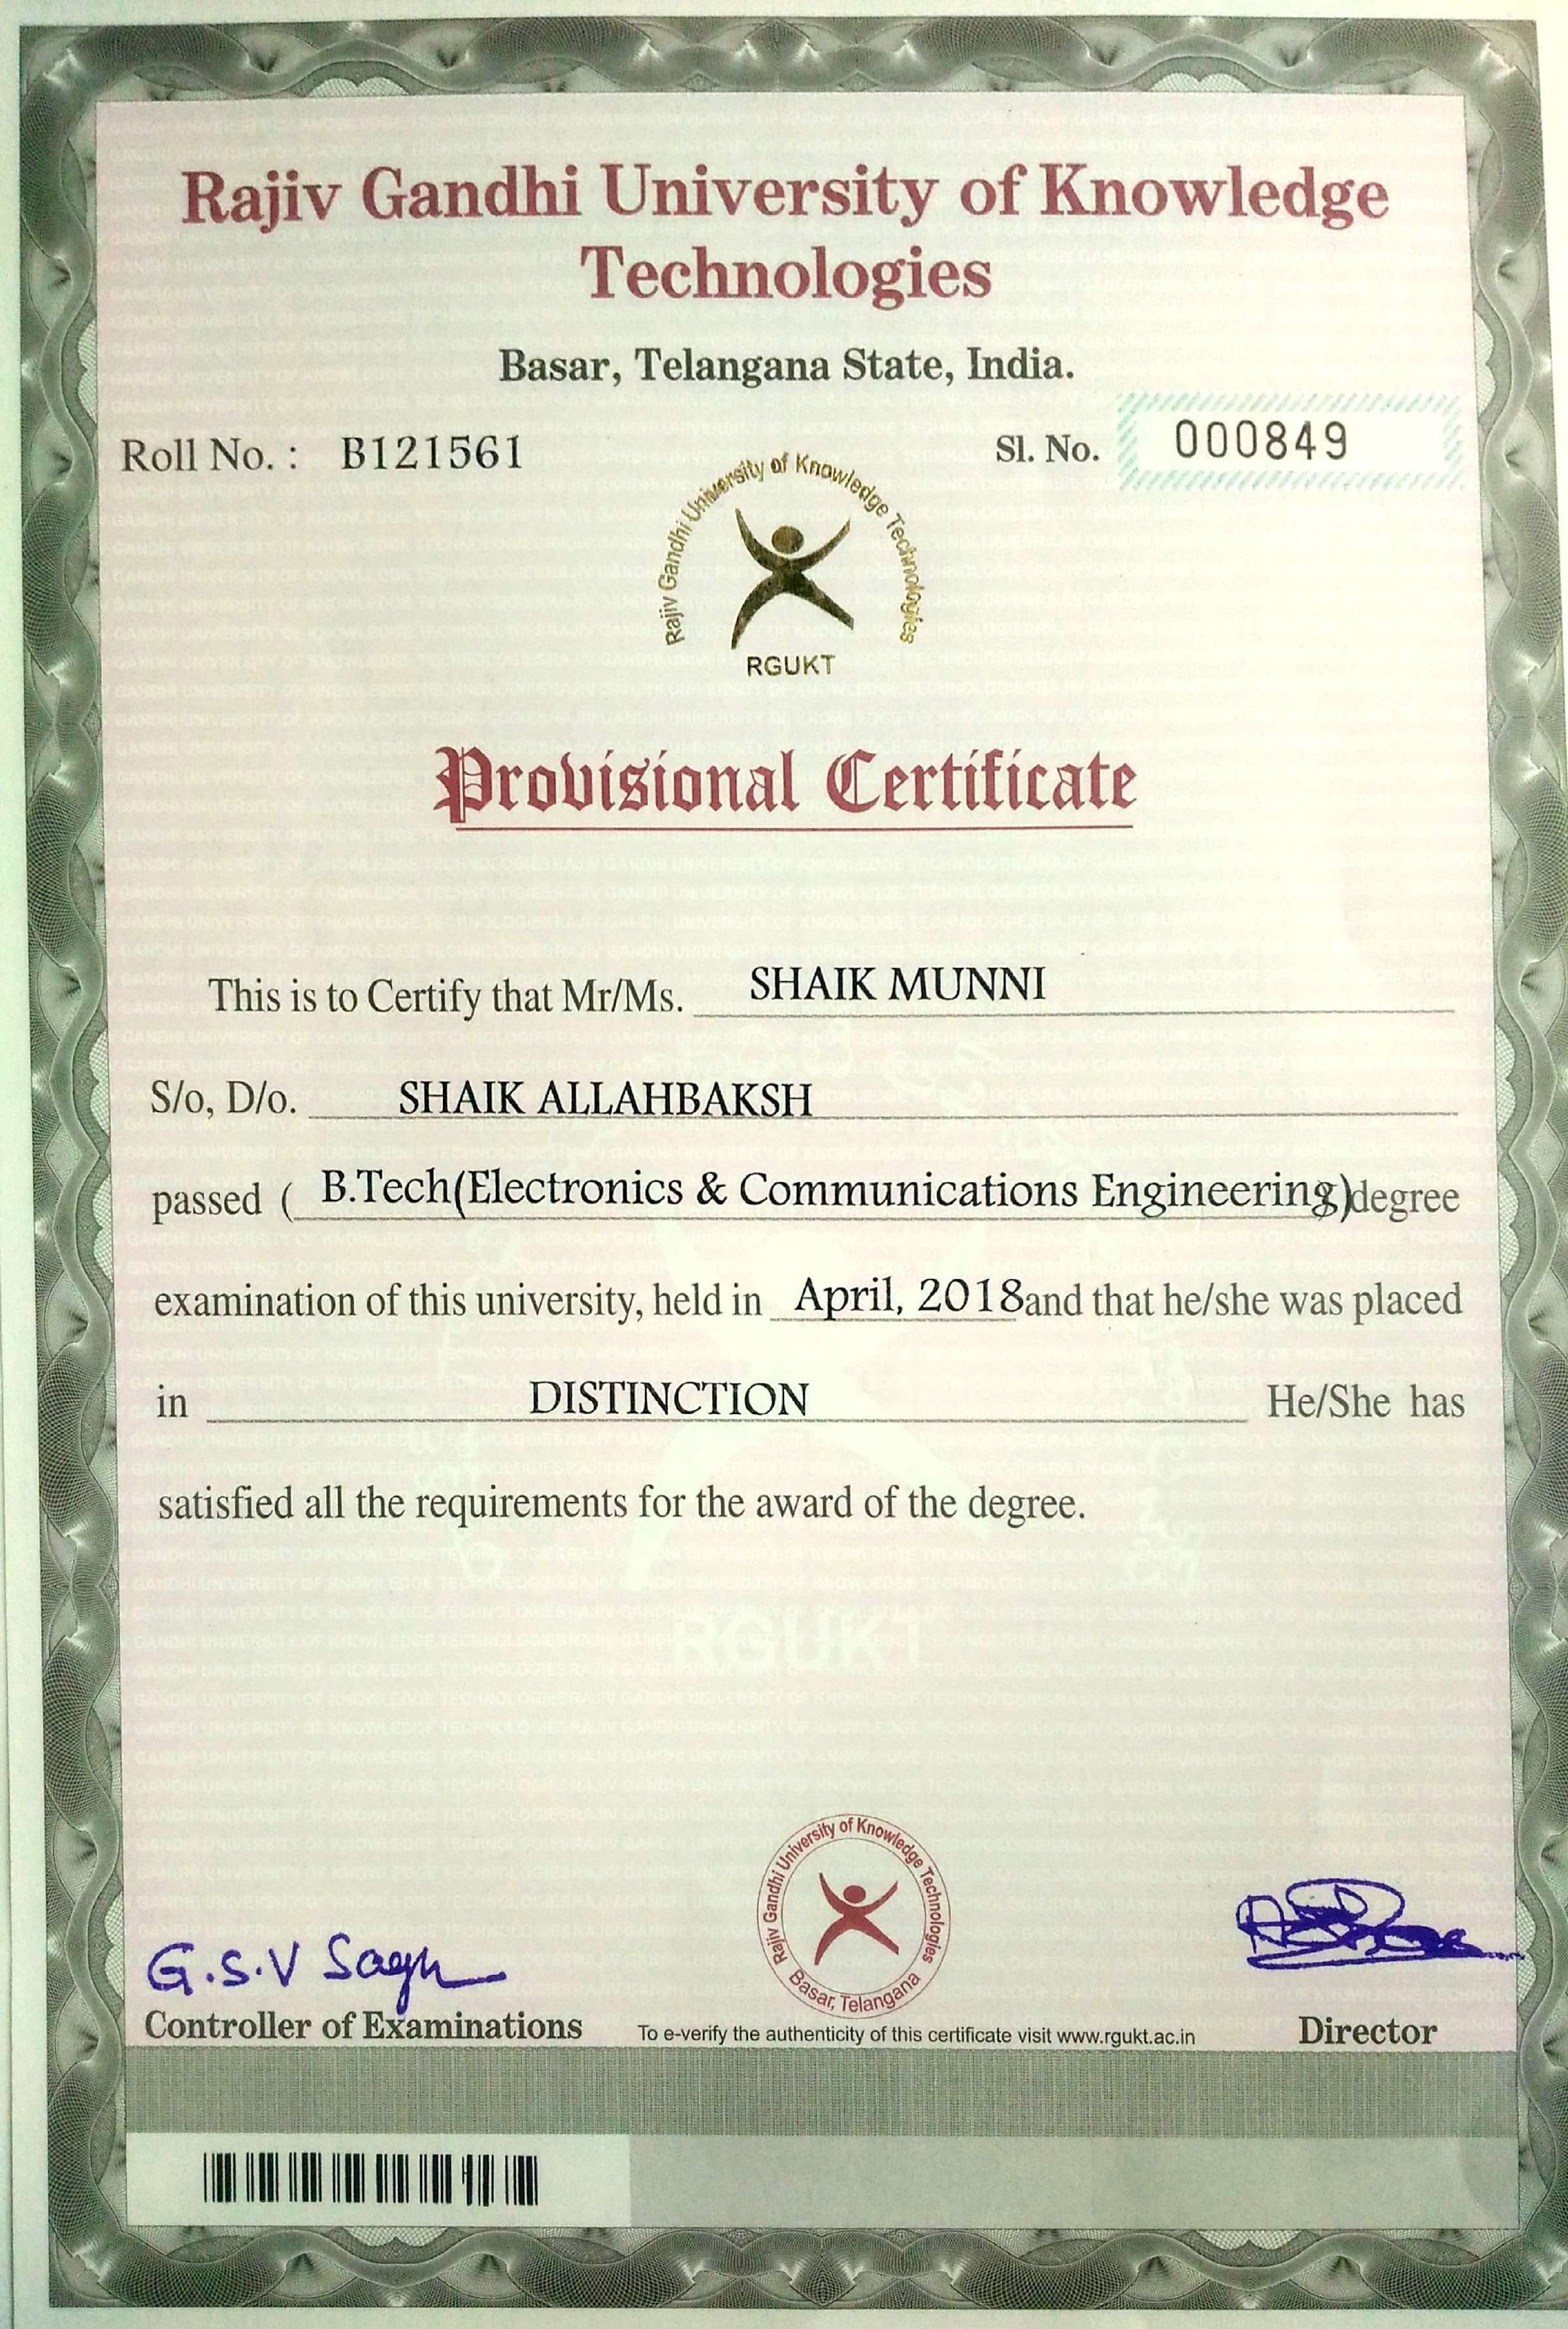 Rajiv Gandhi University of Knowledge
Technologies
Basar, Telangana State, India.
Roll No. : B121561
Sl. No. 000849
Rajiv Gandhi University of Knowledge Technologies
RGUKT
Provisional Certificate
This is to Certify that Mr/Ms. SHAIK MUNNI
S/o, D/o. SHAIK ALLAHBAKSH
passed ( B.Tech(Electronics & Communications Engineering) degree
examination of this university, held in April, 2018 and that he/she was placed
in DISTINCTION He/She has
satisfied all the requirements for the award of the degree.
RGUKT
Rajiv Gandhi University of Knowledge Technologies
Basar, Telangana
G.S.V
Controller of Examinations
To e-verify the authenticity of this certificate visit www.rgukt.ac.in
Director